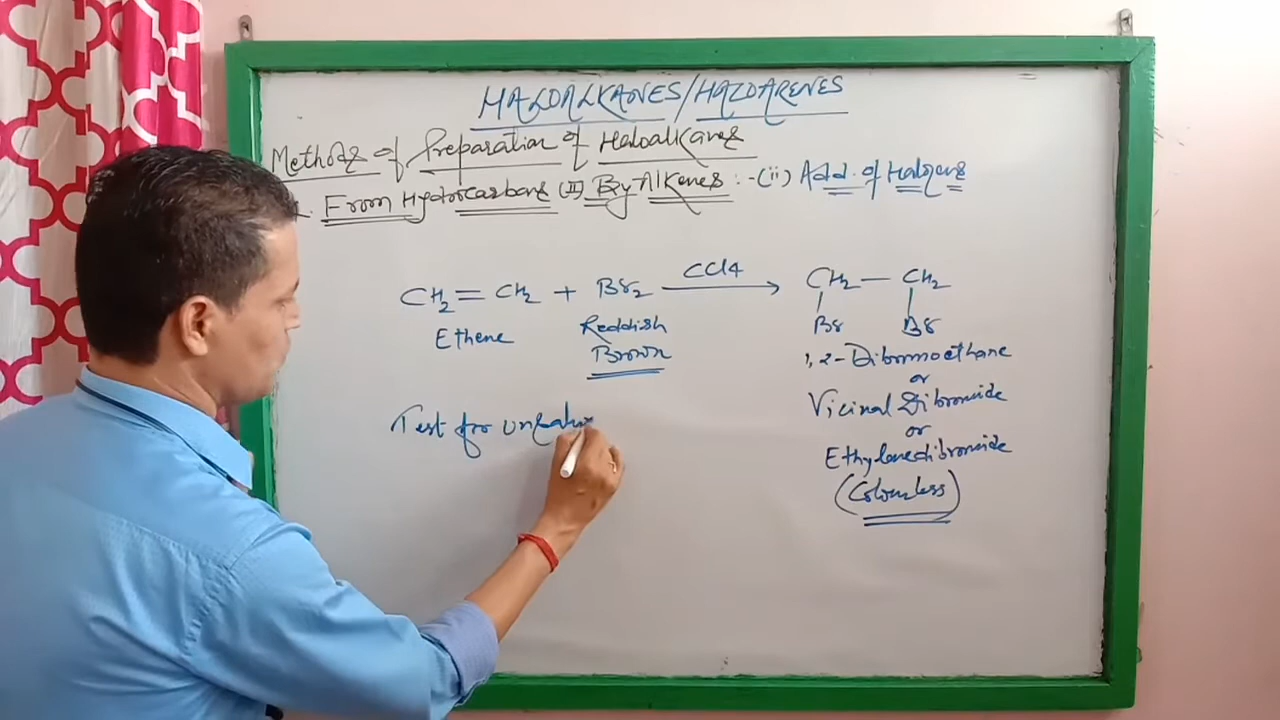 HALOALKANES/HALOARENES
Methods of Preparation of Haloalkanes
From Hydrocarbons (II) By Alkenes :- (ii) Add. of Halogens
CH2 = CH2 + Br2 CCl4 → CH2 — CH2
Br Br
Ethene Reddish
Brown
1,2-Dibromoethane
or
Vicinal Dibromide
or
Ethylenedibromide
(Colourless)
Test for